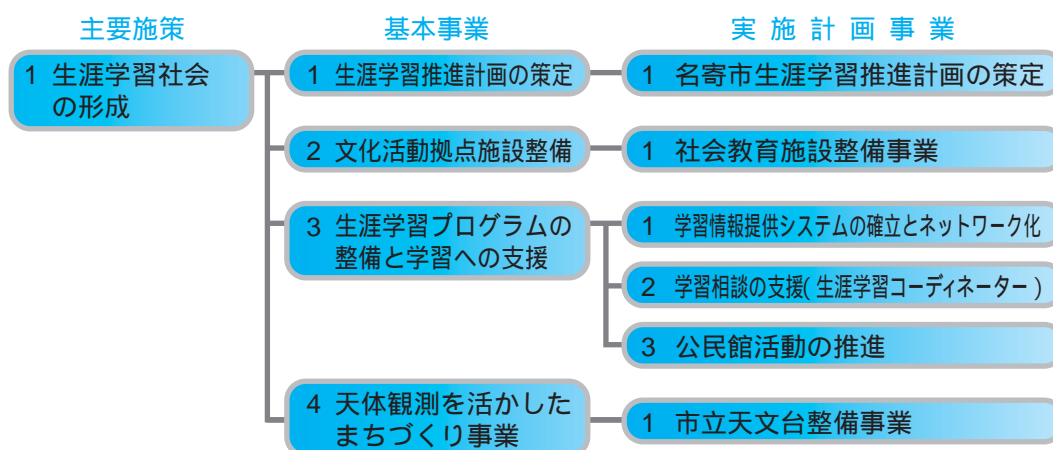 主要施策
基本事業
実施計画事業
1 生涯学習社会
の形成
1 生涯学習推進計画の策定
1 名寄市生涯学習推進計画の策定
2 文化活動拠点施設整備
1 社会教育施設整備事業
3 生涯学習プログラムの
整備と学習への支援
1 学習情報提供システムの確立とネットワーク化
2 学習相談の支援(生涯学習コーディネーター)
3 公民館活動の推進
4 天体観測を活かした
まちづくり事業
1 市立天文台整備事業